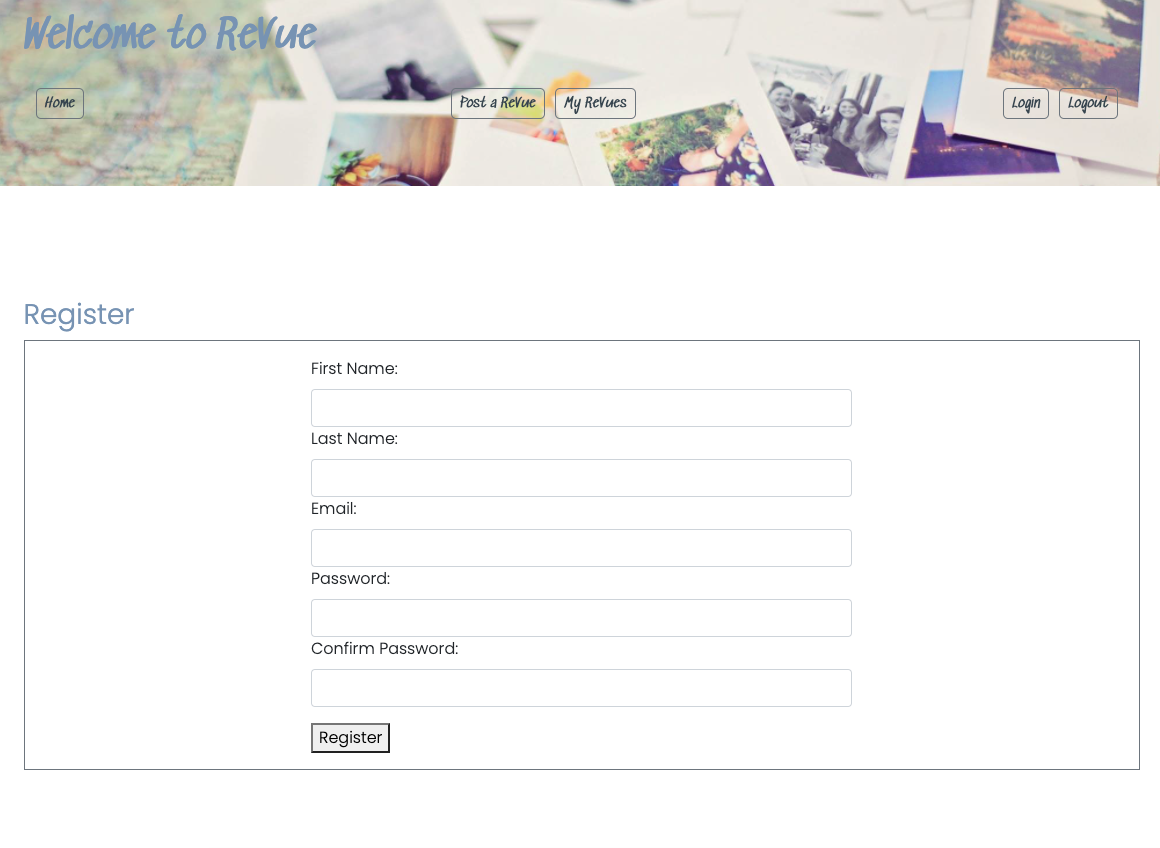 Welcome to ReVue
Home Post a ReVue My ReVues Login Logout
Register
First Name:
Last Name:
Email:
Password:
Confirm Password:
Register